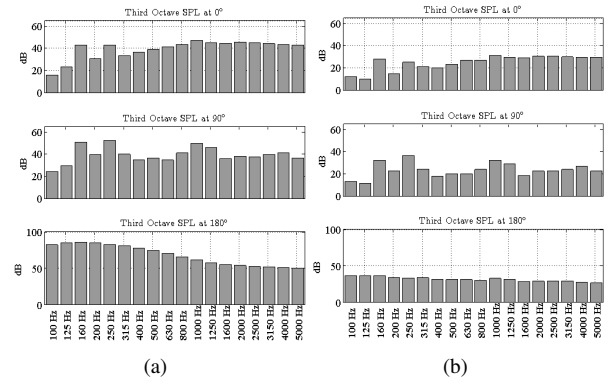 Third Octave SPL at 0°
60
40
20
0
dB
Third Octave SPL at 90°
60
40
20
0
dB
Third Octave SPL at 180°
100
50
0
dB
100 Hz
125 Hz
160 Hz
200 Hz
250 Hz
315 Hz
400 Hz
500 Hz
630 Hz
800 Hz
1000 Hz
1250 Hz
1600 Hz
2000 Hz
2500 Hz
3150 Hz
4000 Hz
5000 Hz
(a)
Third Octave SPL at 0°
60
40
20
0
dB
Third Octave SPL at 90°
60
40
20
0
dB
Third Octave SPL at 180°
100
50
0
dB
100 Hz
125 Hz
160 Hz
200 Hz
250 Hz
315 Hz
400 Hz
500 Hz
630 Hz
800 Hz
1000 Hz
1250 Hz
1600 Hz
2000 Hz
2500 Hz
3150 Hz
4000 Hz
5000 Hz
(b)